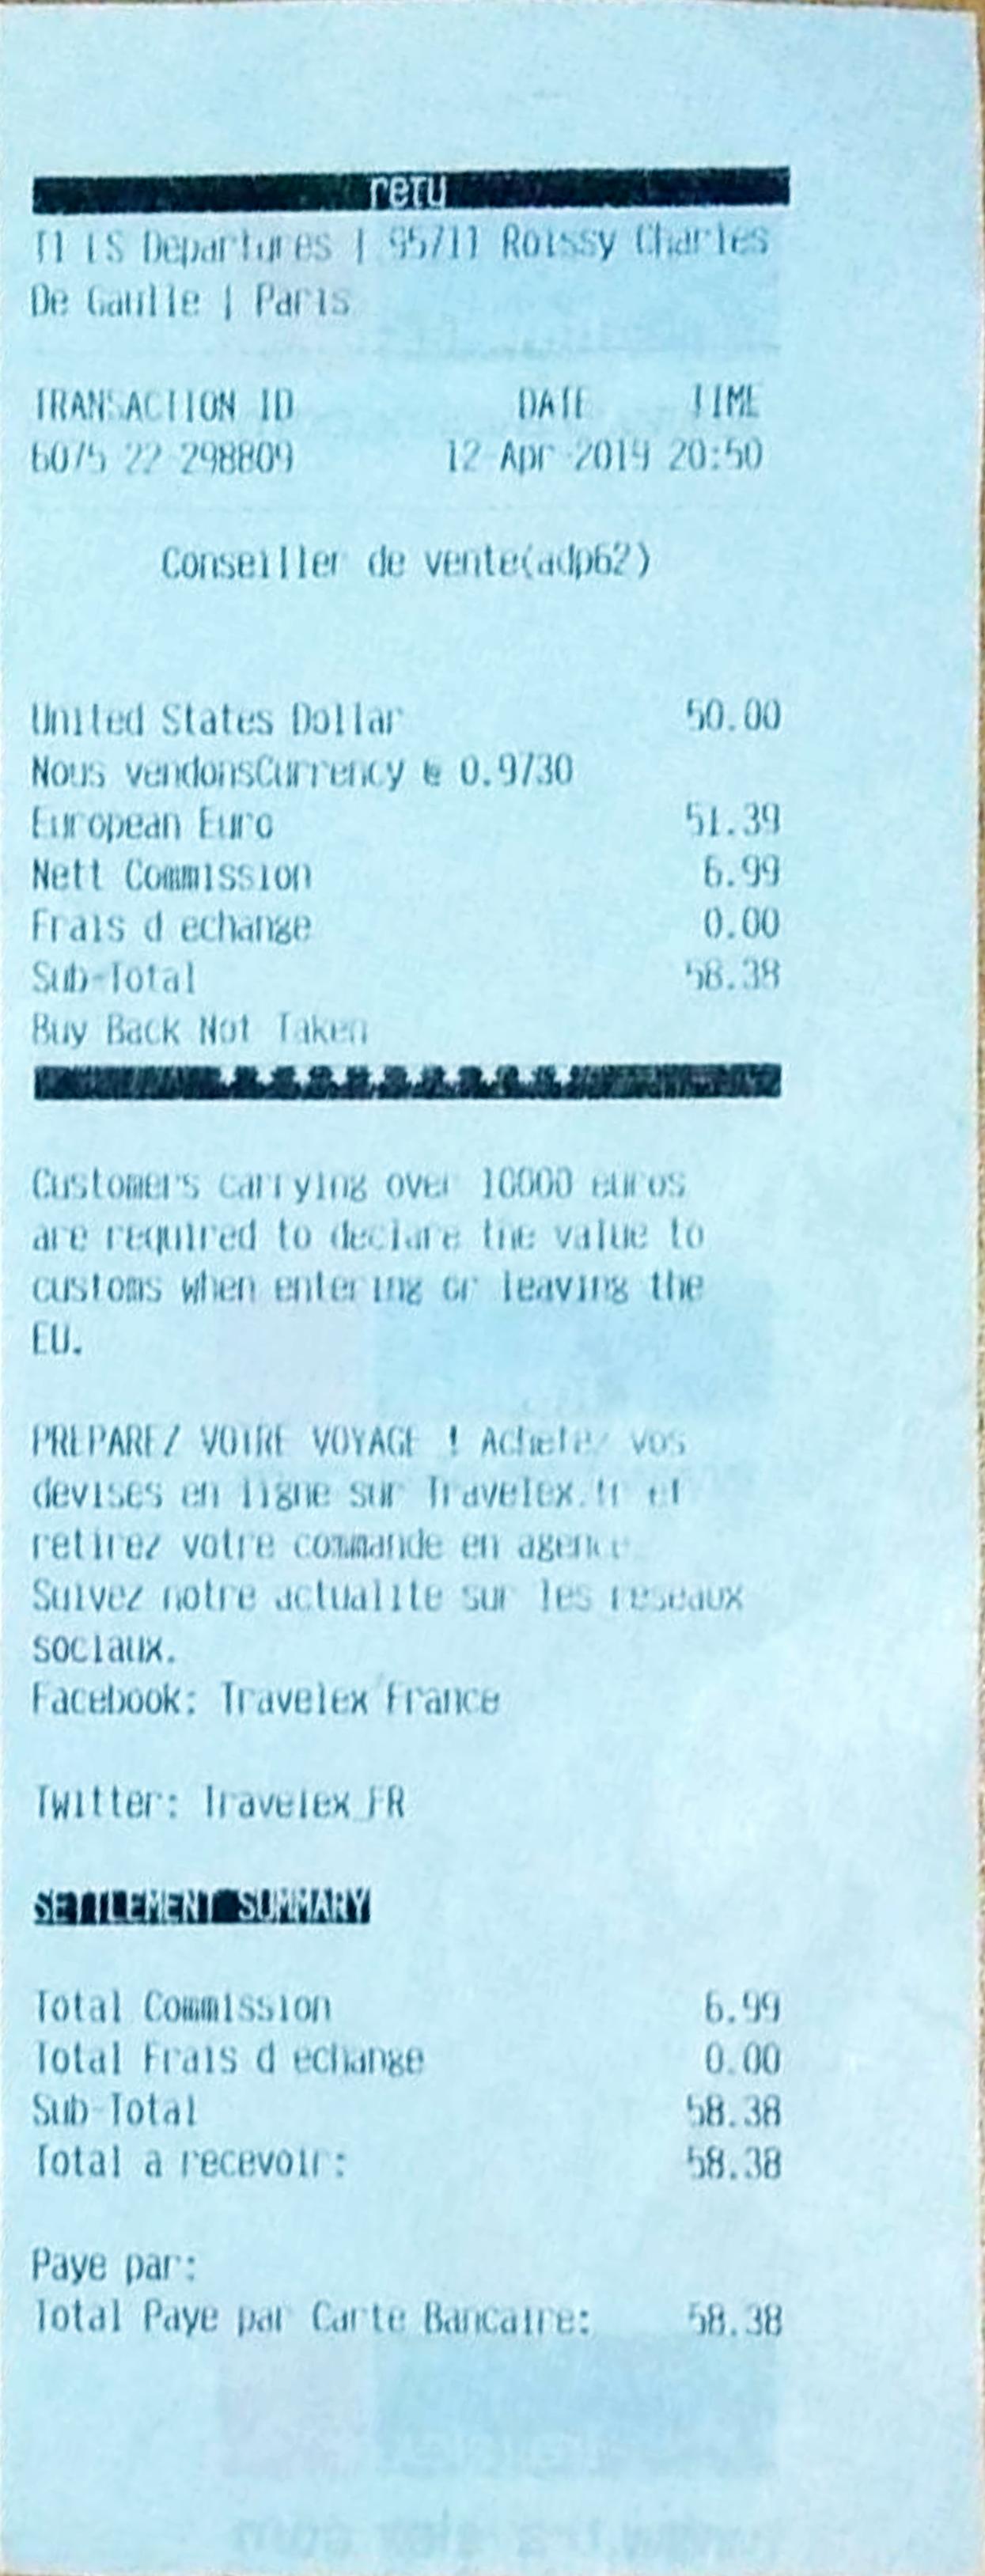 reçu
T1 LS Departures | 95711 Roissy Charles
De Gaulle | Paris
TRANSACTION ID DATE TIME
6075 22 298809 12 Apr 2019 20:50
Conseiller de vente(adp62)
United States Dollar 50.00
Nous vendonsCurrency @ 0.9730
European Euro 51.39
Nett Commission 6.99
Frais d echange 0.00
Sub-Total 58.38
Buy Back Not Taken
Customers carrying over 10000 euros
are required to declare the value to
customs when entering or leaving the
EU.
PREPAREZ VOTRE VOYAGE ! Achetez vos
devises en ligne sur Travelex.fr et
retirez votre commande en agence
Suivez notre actualite sur les reseaux
sociaux.
Facebook: Travelex France
Twitter: Travelex_FR
SETTLEMENT SUMMARY
Total Commission 6.99
Total Frais d echange 0.00
Sub-Total 58.38
Total a recevoir: 58.38
Paye par:
Total Paye par Carte Bancaire: 58.38